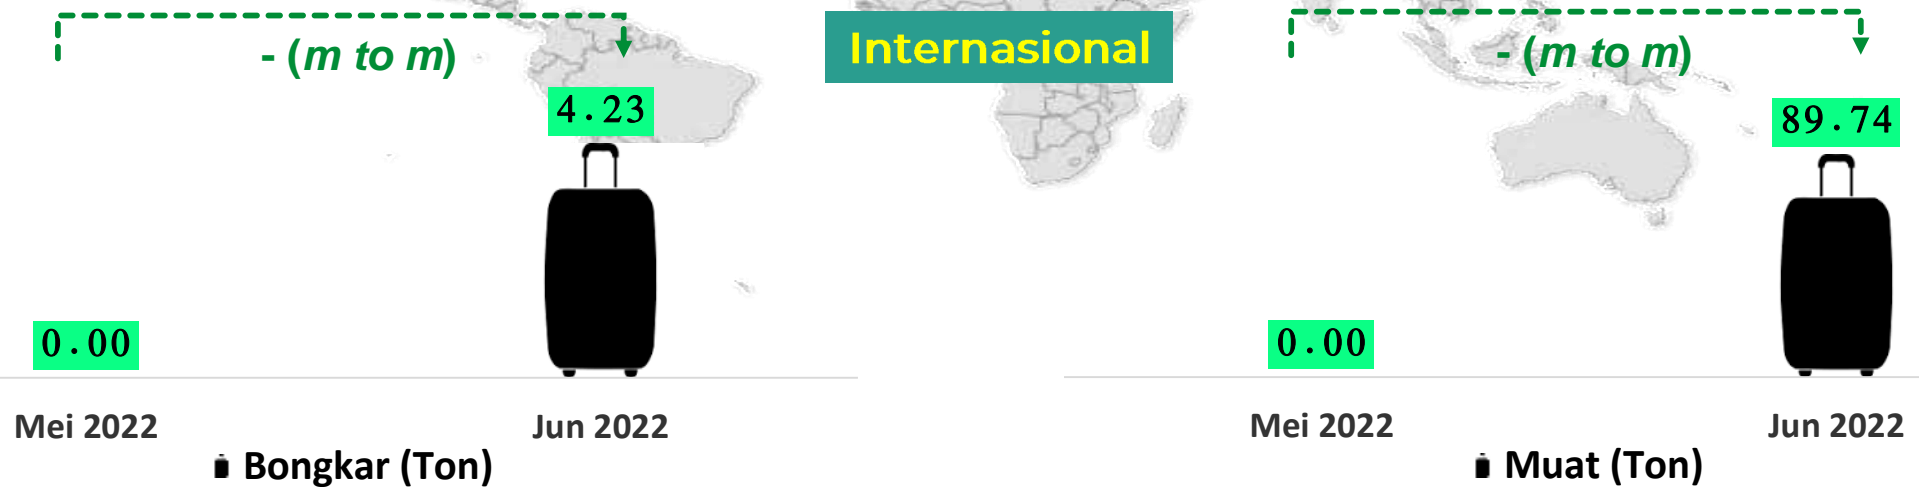 Internasional
- (m to m)
4.23
0.00
Mei 2022
Jun 2022
Bongkar (Ton)
- (m to m)
89.74
0.00
Mei 2022
Jun 2022
Muat (Ton)